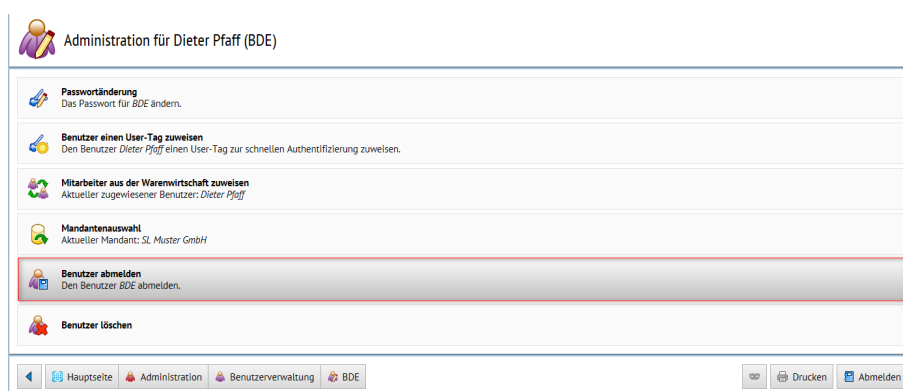 Administration für Dieter Pfaff (BDE)
Passwortänderung
Das Passwort für BDE ändern.
Benutzer einen User-Tag zuweisen
Den Benutzer Dieter Pfaff einen User-Tag zur schnellen Authentifizierung zuweisen.
Mitarbeiter aus der Warenwirtschaft zuweisen
Aktueller zugewiesener Benutzer: Dieter Pfaff
Mandantenauswahl
Aktueller Mandant: SL Muster GmbH
Benutzer abmelden
Den Benutzer BDE abmelden.
Benutzer löschen
Hauptseite Administration Benutzerverwaltung BDE Drucken Abmelden